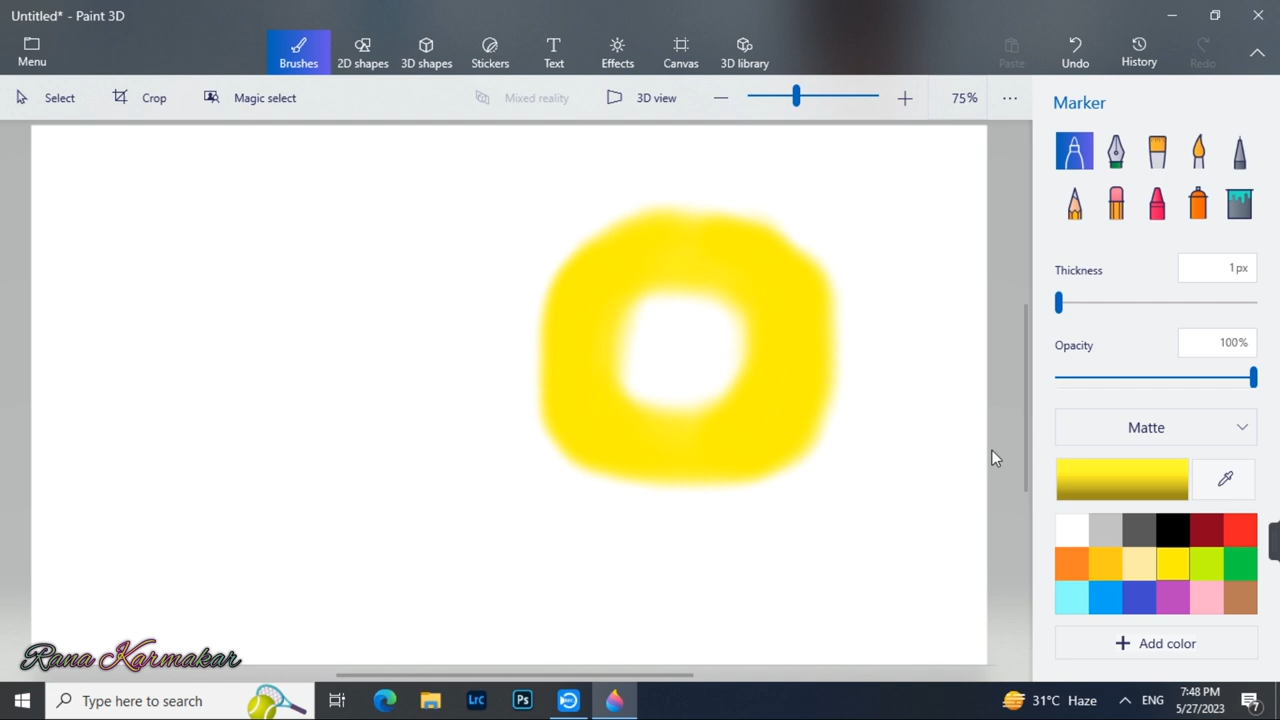 Untitled* - Paint 3D
Menu
Brushes
2D shapes
3D shapes
Stickers
Text
Effects
Canvas
3D library
Paste
Undo
History
Redo
Select
Crop
Magic select
Mixed reality
3D view
75%
Marker
Thickness
1px
Opacity
100%
Matte
Add color
Rana Karmakar
Type here to search
Lrc
Ps
31°C Haze
ENG
7:48 PM
5/27/2023
7